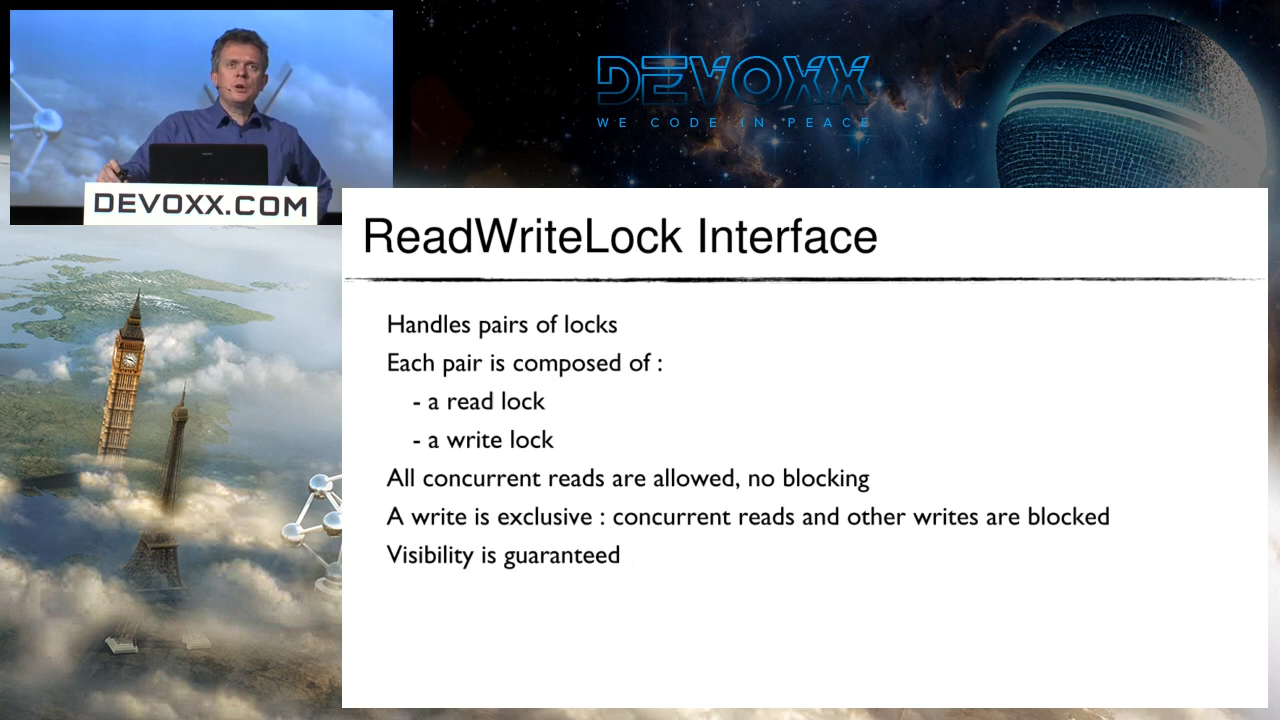 DEVOXX
WE CODE IN PEACE
DEVOXX.COM
ReadWriteLock Interface
Handles pairs of locks
Each pair is composed of :
- a read lock
- a write lock
All concurrent reads are allowed, no blocking
A write is exclusive : concurrent reads and other writes are blocked
Visibility is guaranteed